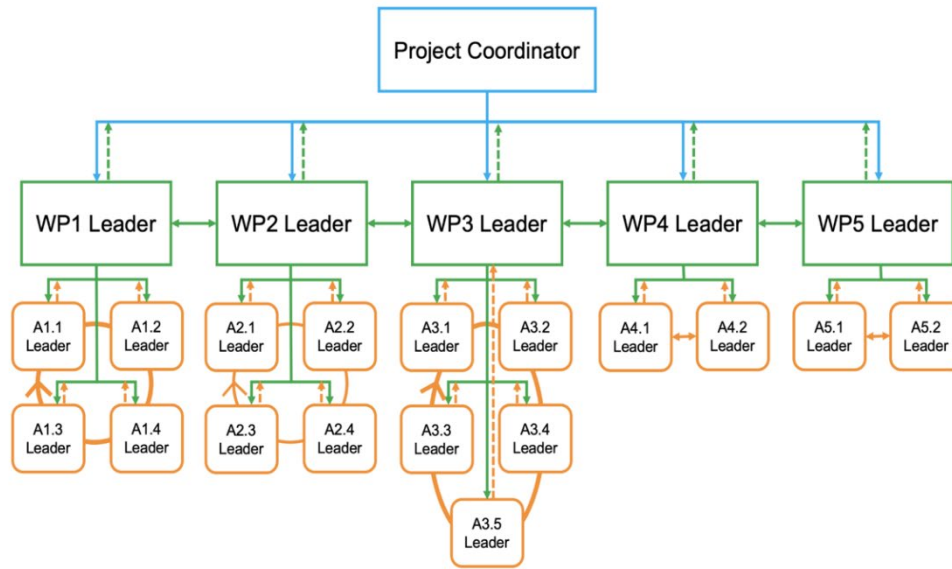 Project Coordinator
WP1 Leader
WP2 Leader
WP3 Leader
WP4 Leader
WP5 Leader
A1.1
Leader
A1.2
Leader
A2.1
Leader
A2.2
Leader
A3.1
Leader
A3.2
Leader
A4.1
Leader
A4.2
Leader
A5.1
Leader
A5.2
Leader
A1.3
Leader
A1.4
Leader
A2.3
Leader
A2.4
Leader
A3.3
Leader
A3.4
Leader
A3.5
Leader